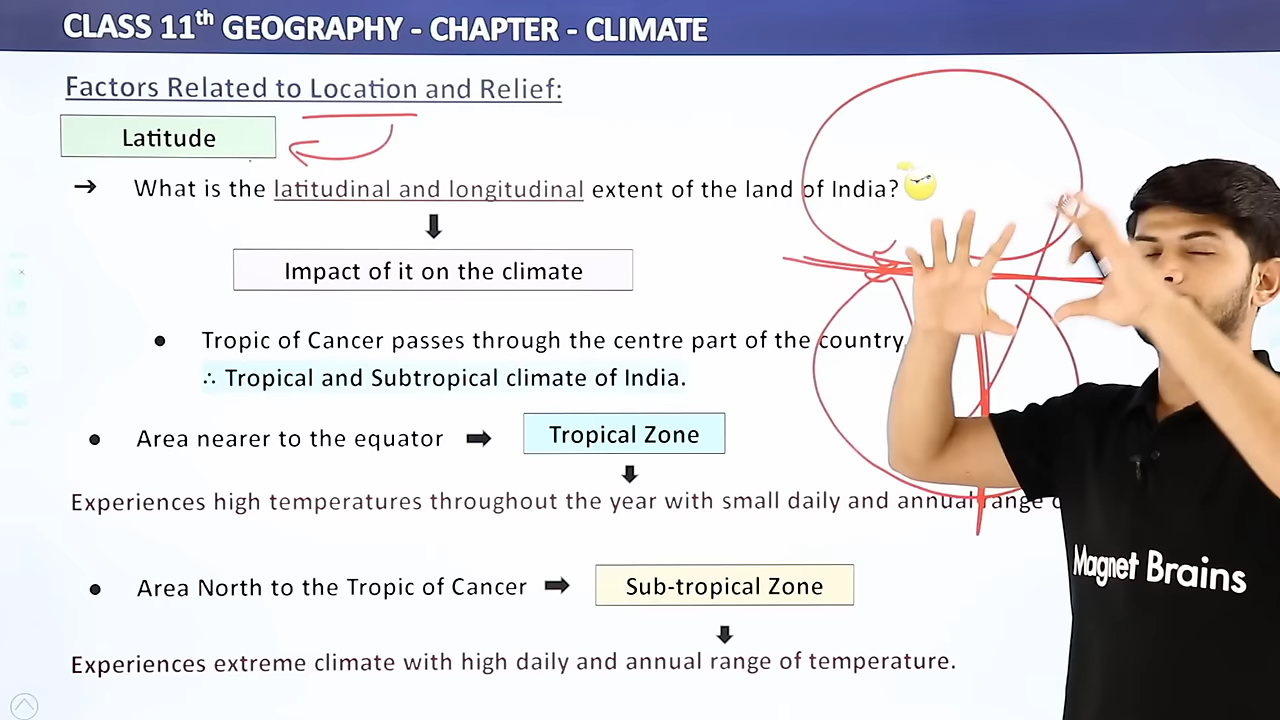 CLASS 11th GEOGRAPHY - CHAPTER - CLIMATE
Factors Related to Location and Relief:
Latitude
→ What is the latitudinal and longitudinal extent of the land of India?
Impact of it on the climate
● Tropic of Cancer passes through the centre part of the country
∴ Tropical and Subtropical climate of India.
● Area nearer to the equator
Tropical Zone
Experiences high temperatures throughout the year with small daily and annual range
● Area North to the Tropic of Cancer
Sub-tropical Zone
Experiences extreme climate with high daily and annual range of temperature.
Magnet Brains